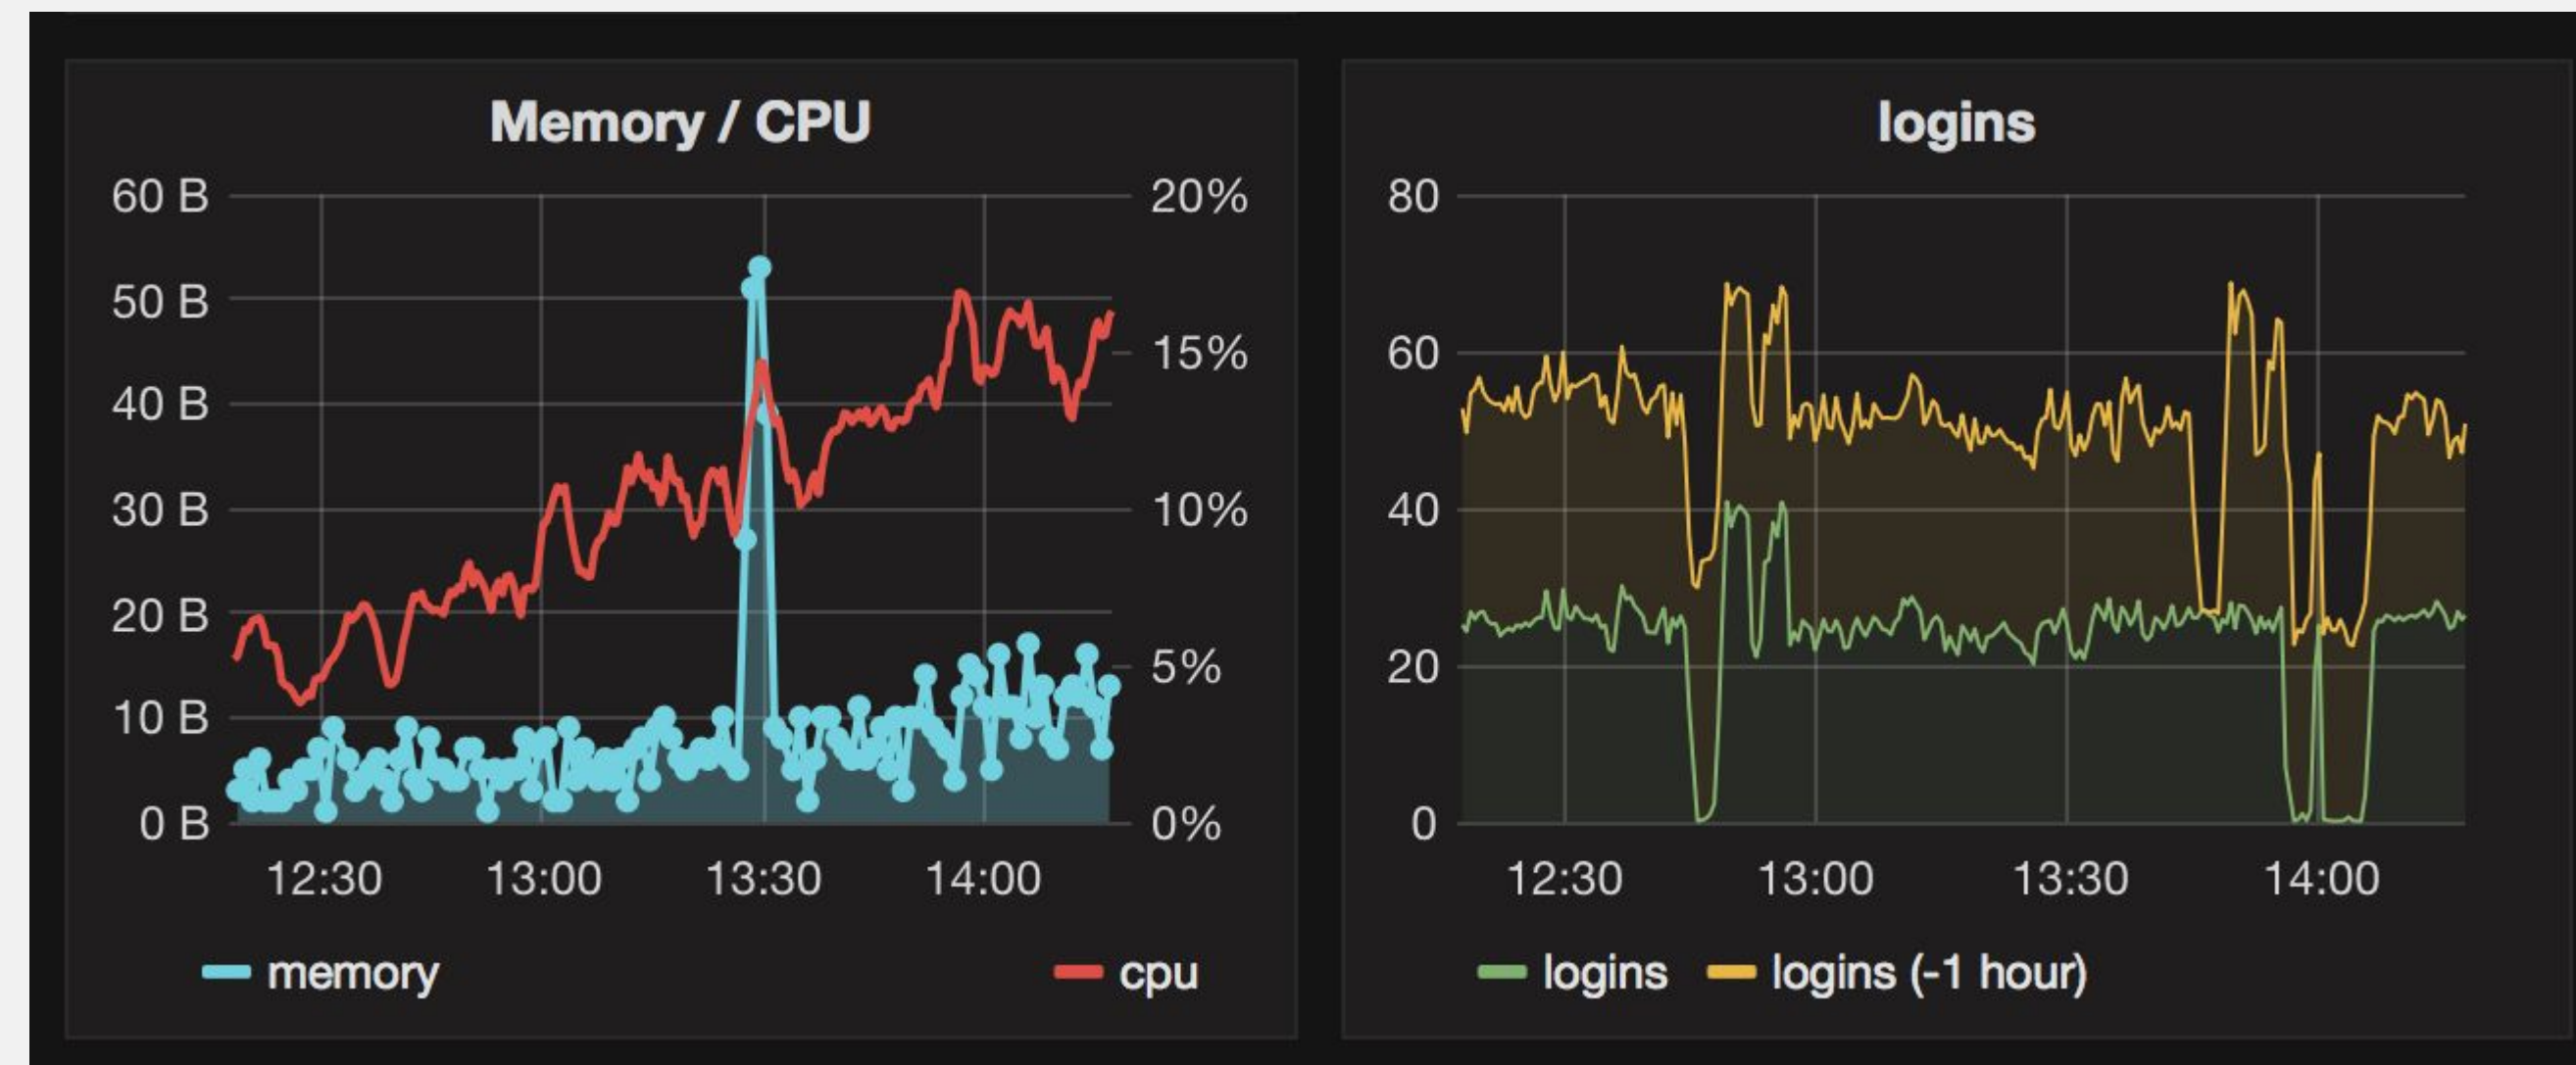 Memory / CPU
60 B
50 B
40 B
30 B
20 B
10 B
0 B
20%
15%
10%
5%
0%
12:30 13:00 13:30 14:00
memory cpu
logins
80
60
40
20
0
12:30 13:00 13:30 14:00
logins logins (-1 hour)